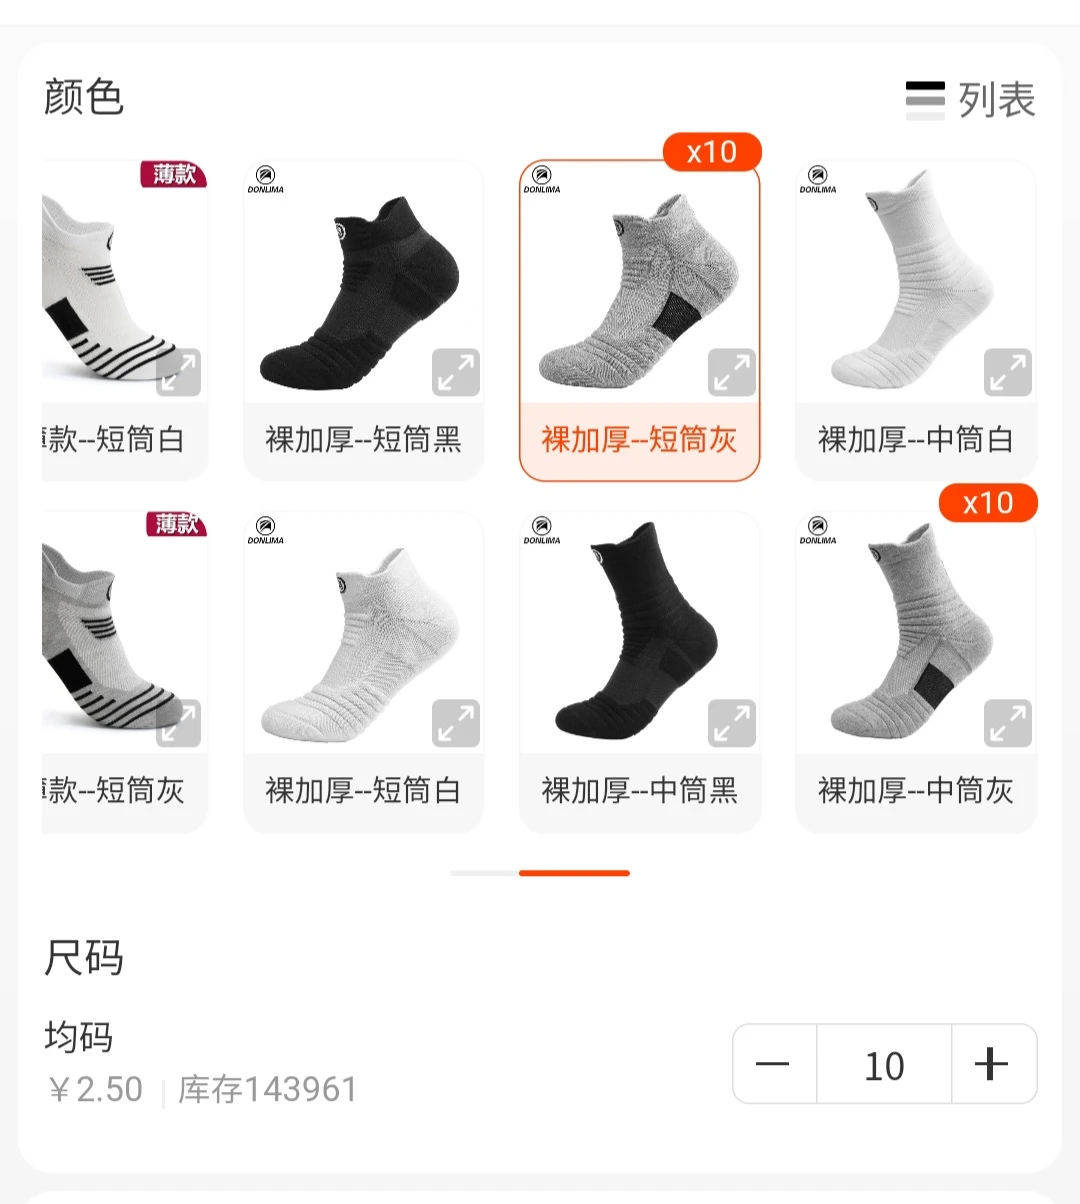 颜色
列表
x10
薄款
DONLIMA
DONLIMA
DONLIMA
款--短筒白
裸加厚--短筒黑
裸加厚--短筒灰
裸加厚--中筒白
x10
薄款
DONLIMA
DONLIMA
DONLIMA
款--短筒灰
裸加厚--短筒白
裸加厚--中筒黑
裸加厚--中筒灰
尺码
均码
￥2.50
库存143961
10